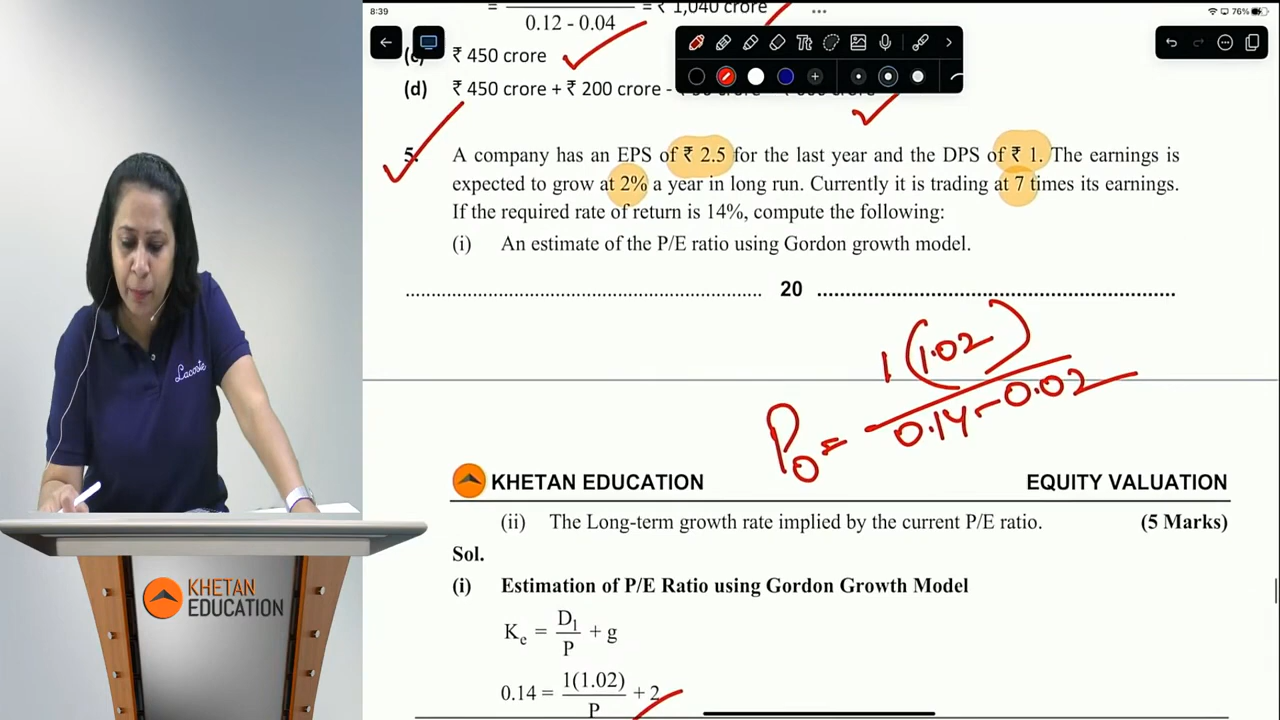 8:39
76%
= 0.12 - 0.04 = ₹ 1,040 crore
(c) ₹ 450 crore
(d) ₹ 450 crore + ₹ 200 crore -
5. A company has an EPS of ₹ 2.5 for the last year and the DPS of ₹ 1. The earnings is
expected to grow at 2% a year in long run. Currently it is trading at 7 times its earnings.
If the required rate of return is 14%, compute the following:
(i) An estimate of the P/E ratio using Gordon growth model.
20
1(1.02)
P0 =
0.14 - 0.02
KHETAN EDUCATION EQUITY VALUATION
(ii) The Long-term growth rate implied by the current P/E ratio. (5 Marks)
Sol.
(i) Estimation of P/E Ratio using Gordon Growth Model
Ke = D1/P + g
0.14 = 1(1.02)/P + 2
Lacoste
KHETAN
EDUCATION